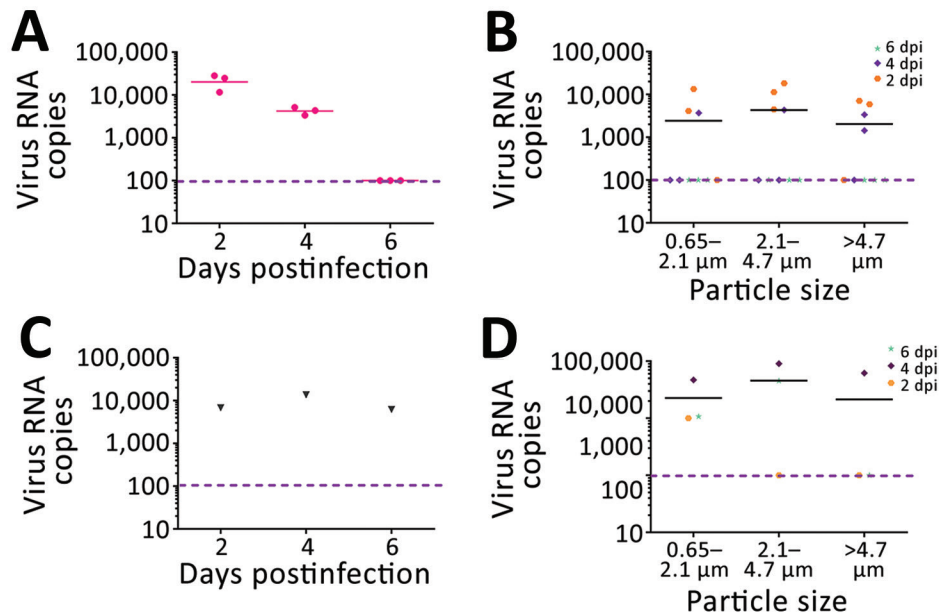 A
Virus RNA
copies
100,000
10,000
1,000
100
10
2
4
6
Days postinfection
B
Virus RNA
copies
100,000
10,000
1,000
100
10
6 dpi
4 dpi
2 dpi
0.65–
2.1 µm
2.1–
4.7 µm
>4.7
µm
Particle size
C
Virus RNA
copies
100,000
10,000
1,000
100
10
2
4
6
Days postinfection
D
Virus RNA
copies
100,000
10,000
1,000
100
10
6 dpi
4 dpi
2 dpi
0.65–
2.1 µm
2.1–
4.7 µm
>4.7
µm
Particle size